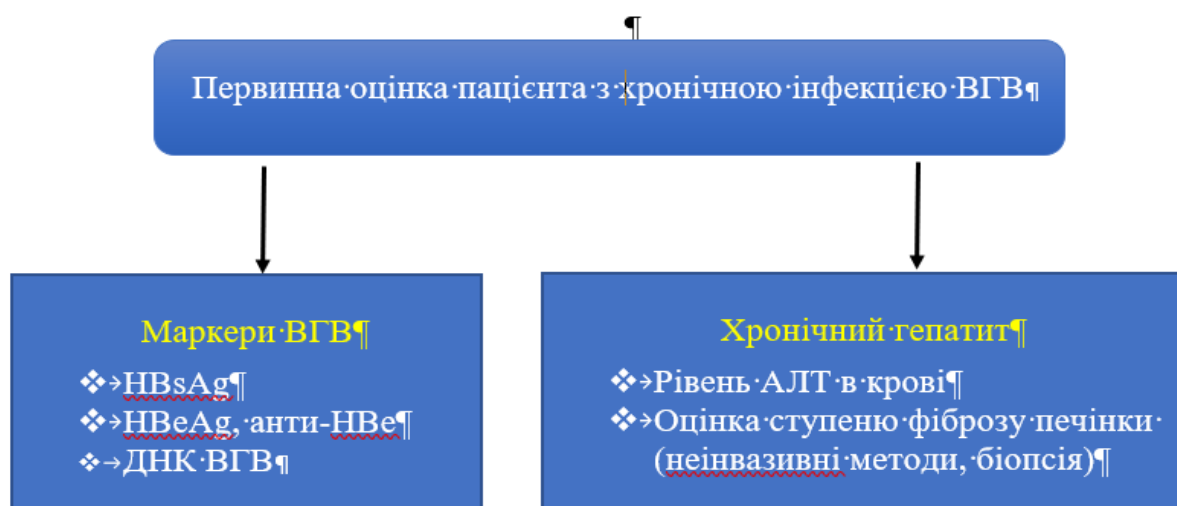 Первинна оцінка пацієнта з хронічною інфекцією ВГВ
Маркери ВГВ
HBsAg
HBeAg, анти-HBe
ДНК ВГВ
Хронічний гепатит
Рівень АЛТ в крові
Оцінка ступеню фіброзу печінки
(неінвазивні методи, біопсія)